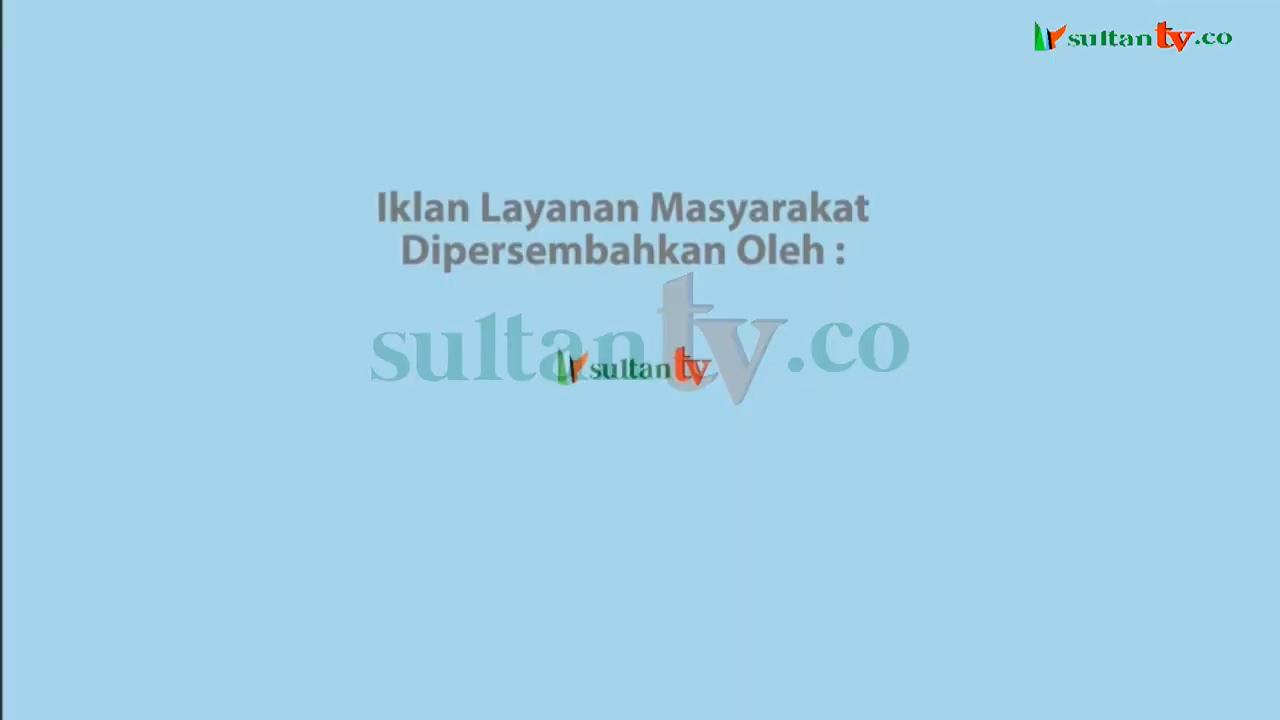 sultantv.co
Iklan Layanan Masyarakat
Dipersembahkan Oleh :
sultantv.co
sultantv